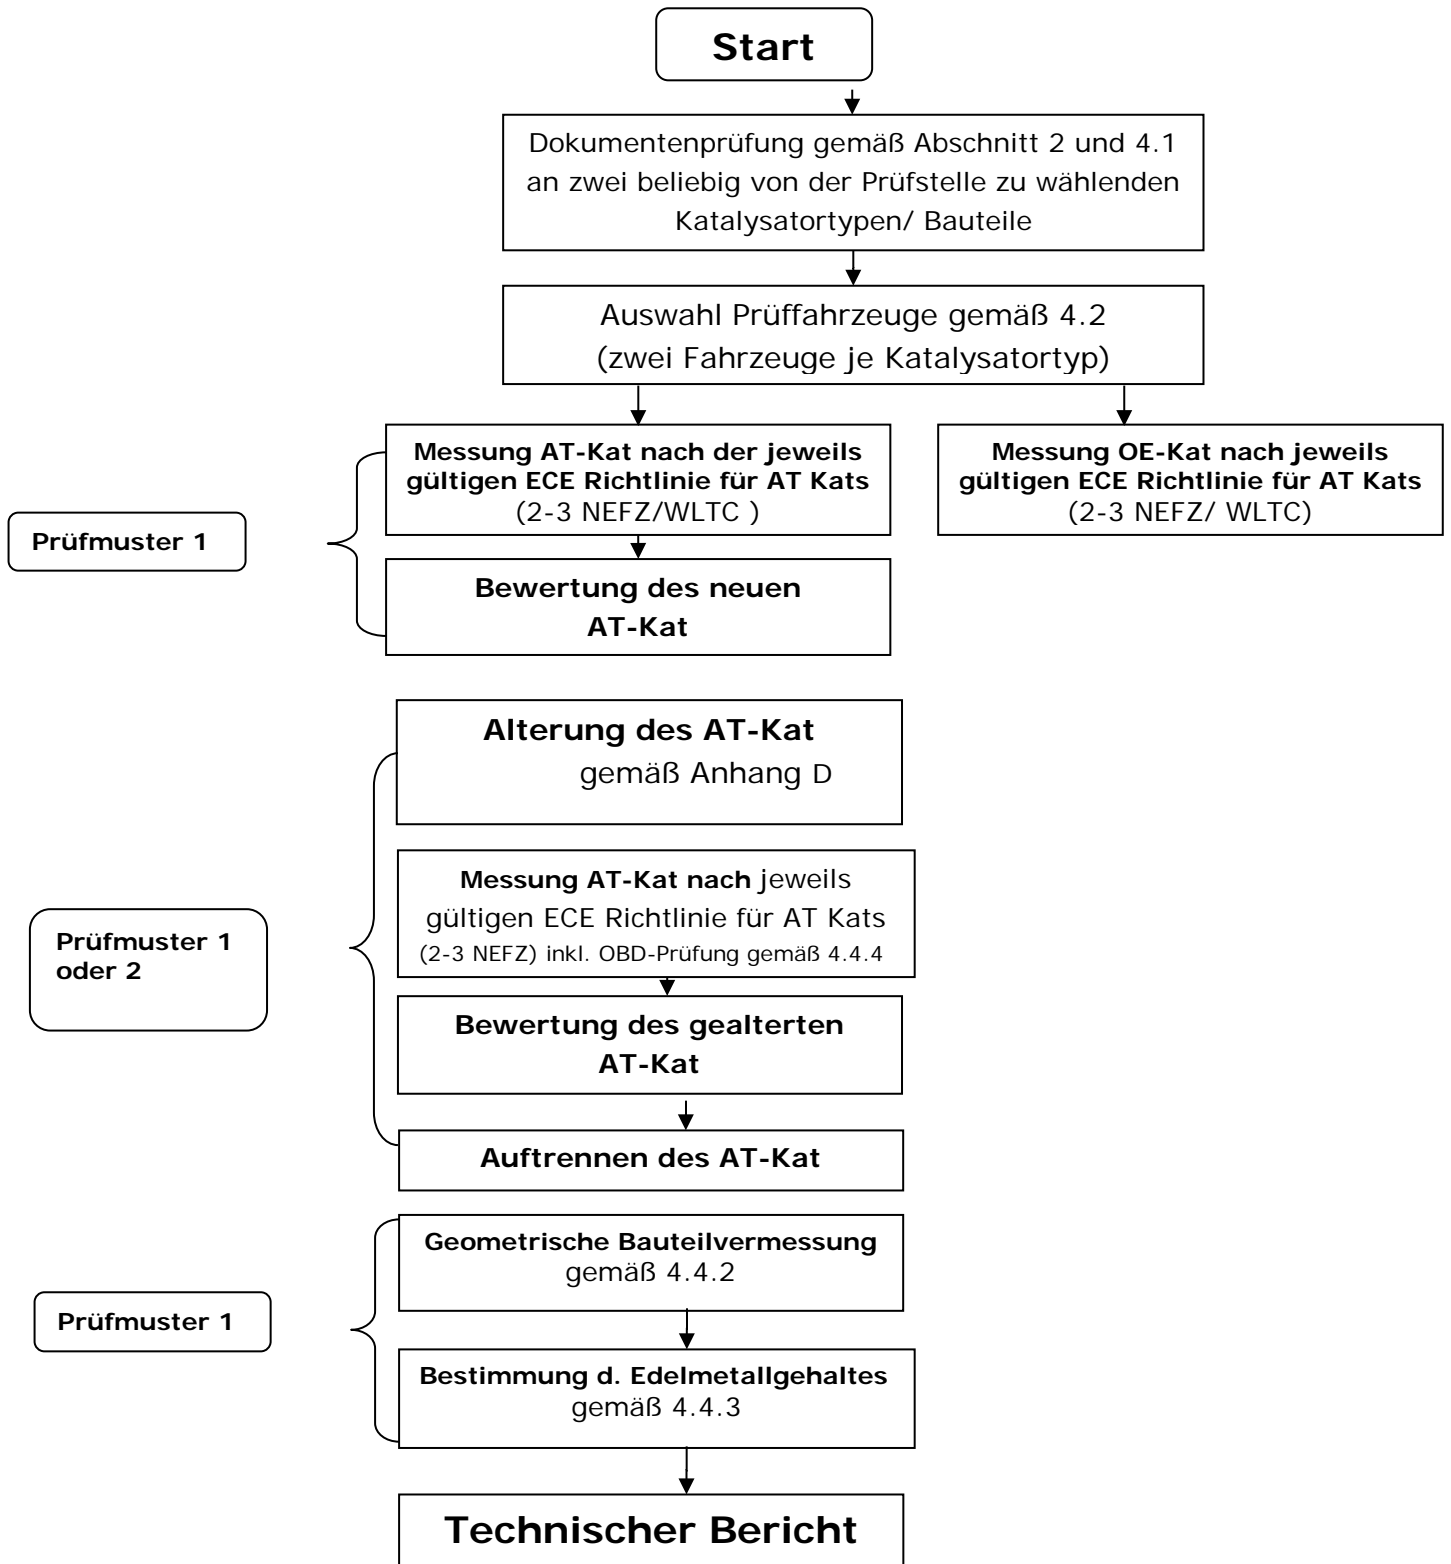 Start
Dokumentenprüfung gemäß Abschnitt 2 und 4.1
an zwei beliebig von der Prüfstelle zu wählenden
Katalysatortypen/ Bauteile
Auswahl Prüffahrzeuge gemäß 4.2
(zwei Fahrzeuge je Katalysatortyp)
Messung AT-Kat nach der jeweils
gültigen ECE Richtlinie für AT Kats
(2-3 NEFZ/WLTC )
Messung OE-Kat nach jeweils
gültigen ECE Richtlinie für AT Kats
(2-3 NEFZ/ WLTC)
Prüfmuster 1
Bewertung des neuen
AT-Kat
Alterung des AT-Kat
gemäß Anhang D
Messung AT-Kat nach jeweils
gültigen ECE Richtlinie für AT Kats
(2-3 NEFZ) inkl. OBD-Prüfung gemäß 4.4.4
Prüfmuster 1
oder 2
Bewertung des gealterten
AT-Kat
Auftrennen des AT-Kat
Geometrische Bauteilvermessung
gemäß 4.4.2
Prüfmuster 1
Bestimmung d. Edelmetallgehaltes
gemäß 4.4.3
Technischer Bericht